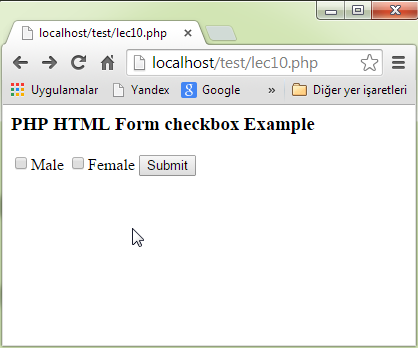 localhost/test/lec10.php
localhost/test/lec10.php
Uygulamalar Yandex Google » Diğer yer işaretleri
PHP HTML Form checkbox Example
Male Female Submit